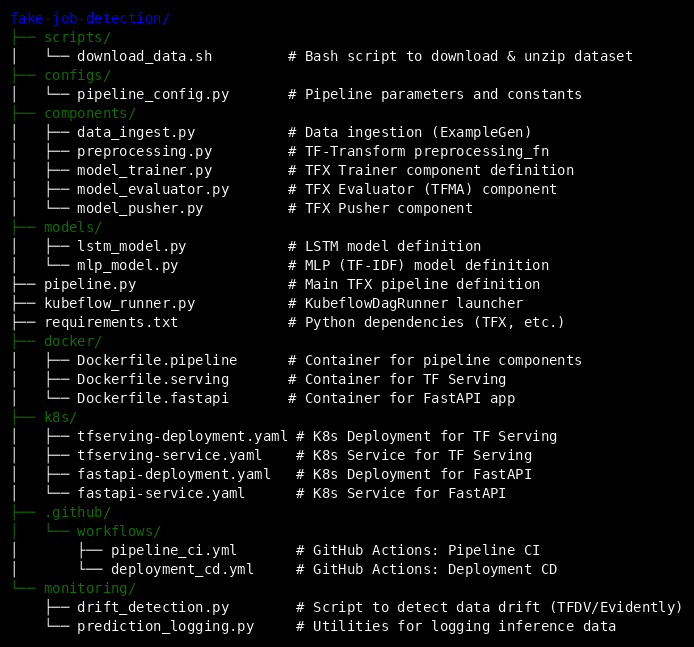 fake-job-detection/
├── scripts/
│   └── download_data.sh         # Bash script to download & unzip dataset
├── configs/
│   └── pipeline_config.py       # Pipeline parameters and constants
├── components/
│   ├── data_ingest.py           # Data ingestion (ExampleGen)
│   ├── preprocessing.py         # TF-Transform preprocessing_fn
│   ├── model_trainer.py         # TFX Trainer component definition
│   ├── model_evaluator.py       # TFX Evaluator (TFMA) component
│   └── model_pusher.py          # TFX Pusher component
├── models/
│   ├── lstm_model.py            # LSTM model definition
│   └── mlp_model.py             # MLP (TF-IDF) model definition
├── pipeline.py                  # Main TFX pipeline definition
├── kubeflow_runner.py           # KubeflowDagRunner launcher
├── requirements.txt             # Python dependencies (TFX, etc.)
├── docker/
│   ├── Dockerfile.pipeline      # Container for pipeline components
│   ├── Dockerfile.serving       # Container for TF Serving
│   └── Dockerfile.fastapi       # Container for FastAPI app
├── k8s/
│   ├── tfserving-deployment.yaml # K8s Deployment for TF Serving
│   ├── tfserving-service.yaml    # K8s Service for TF Serving
│   ├── fastapi-deployment.yaml   # K8s Deployment for FastAPI
│   └── fastapi-service.yaml      # K8s Service for FastAPI
├── .github/
│   └── workflows/
│       ├── pipeline_ci.yml       # GitHub Actions: Pipeline CI
│       └── deployment_cd.yml     # GitHub Actions: Deployment CD
└── monitoring/
    ├── drift_detection.py        # Script to detect data drift (TFDV/Evidently)
    └── prediction_logging.py     # Utilities for logging inference data